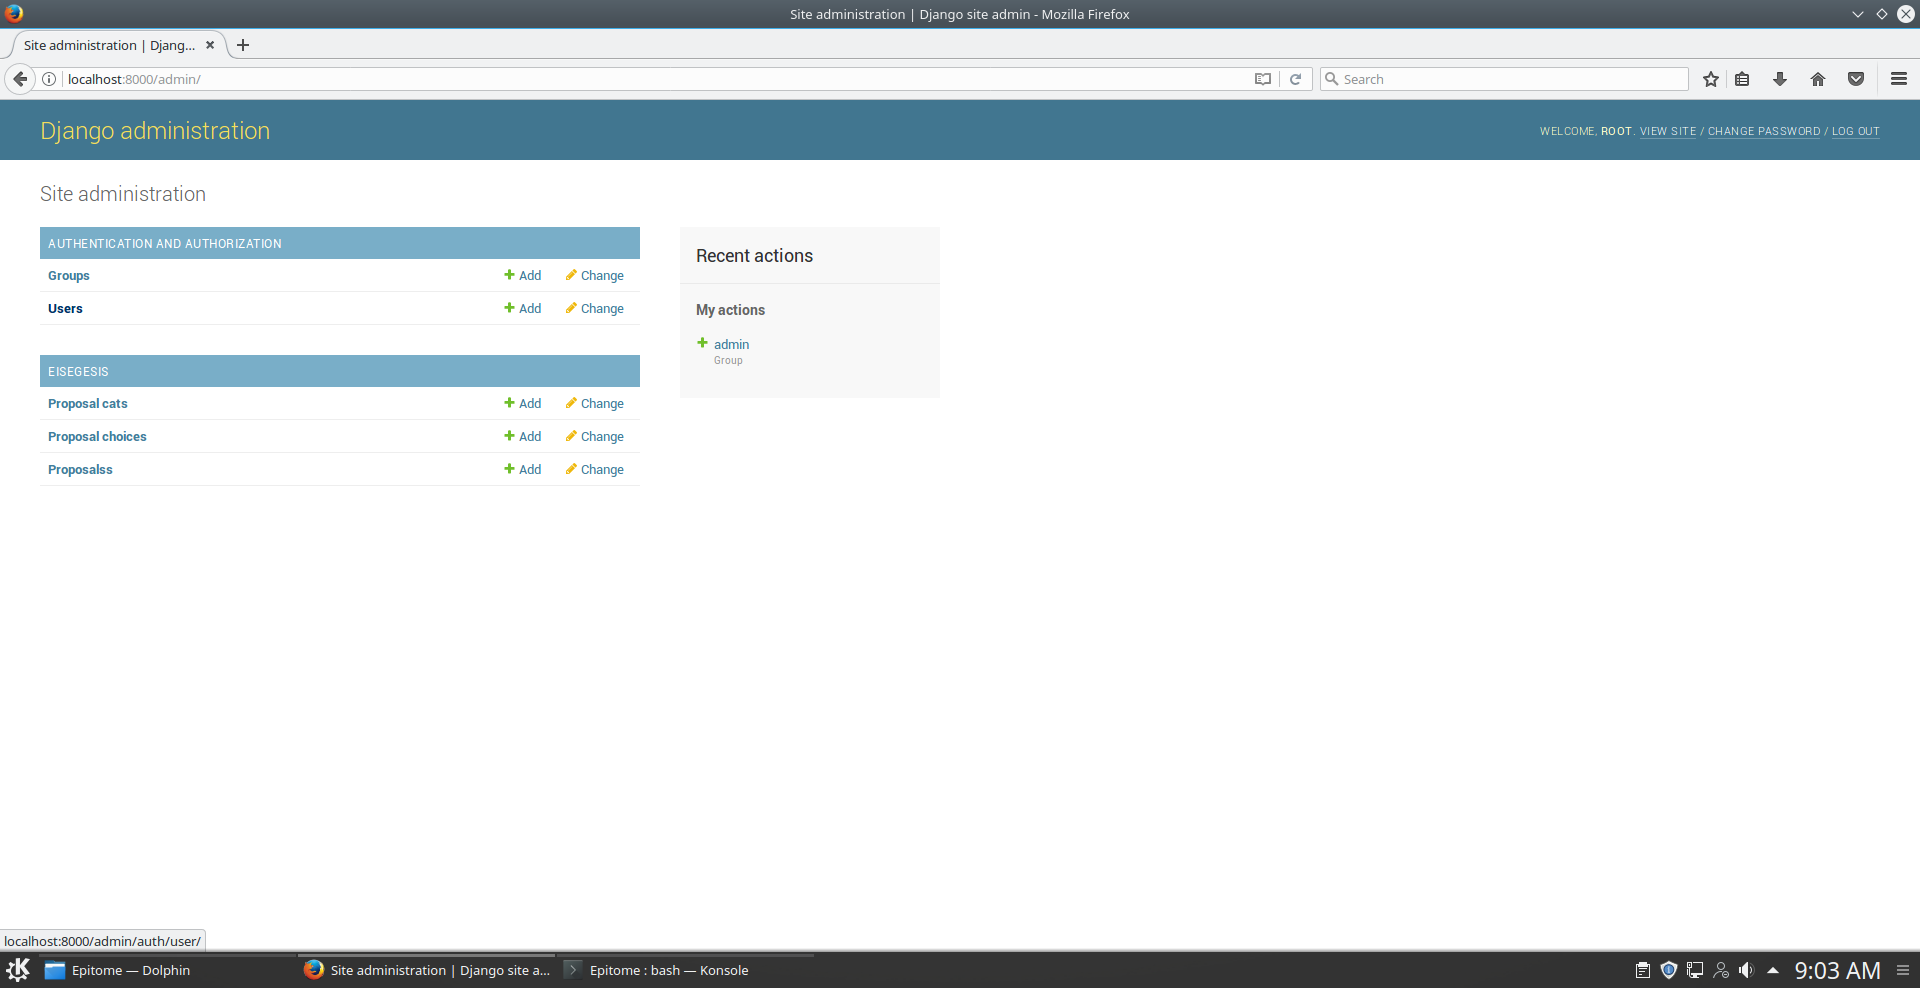 Site administration | Django site admin - Mozilla Firefox
Site administration | Djang...
localhost:8000/admin/
Search
Django administration
WELCOME, ROOT. VIEW SITE / CHANGE PASSWORD / LOG OUT
Site administration
AUTHENTICATION AND AUTHORIZATION
Groups Add Change
Users Add Change
EISEGESIS
Proposal cats Add Change
Proposal choices Add Change
Proposalss Add Change
Recent actions
My actions
admin
Group
localhost:8000/admin/auth/user/
Epitome — Dolphin
Site administration | Django site a...
Epitome : bash — Konsole
9:03 AM